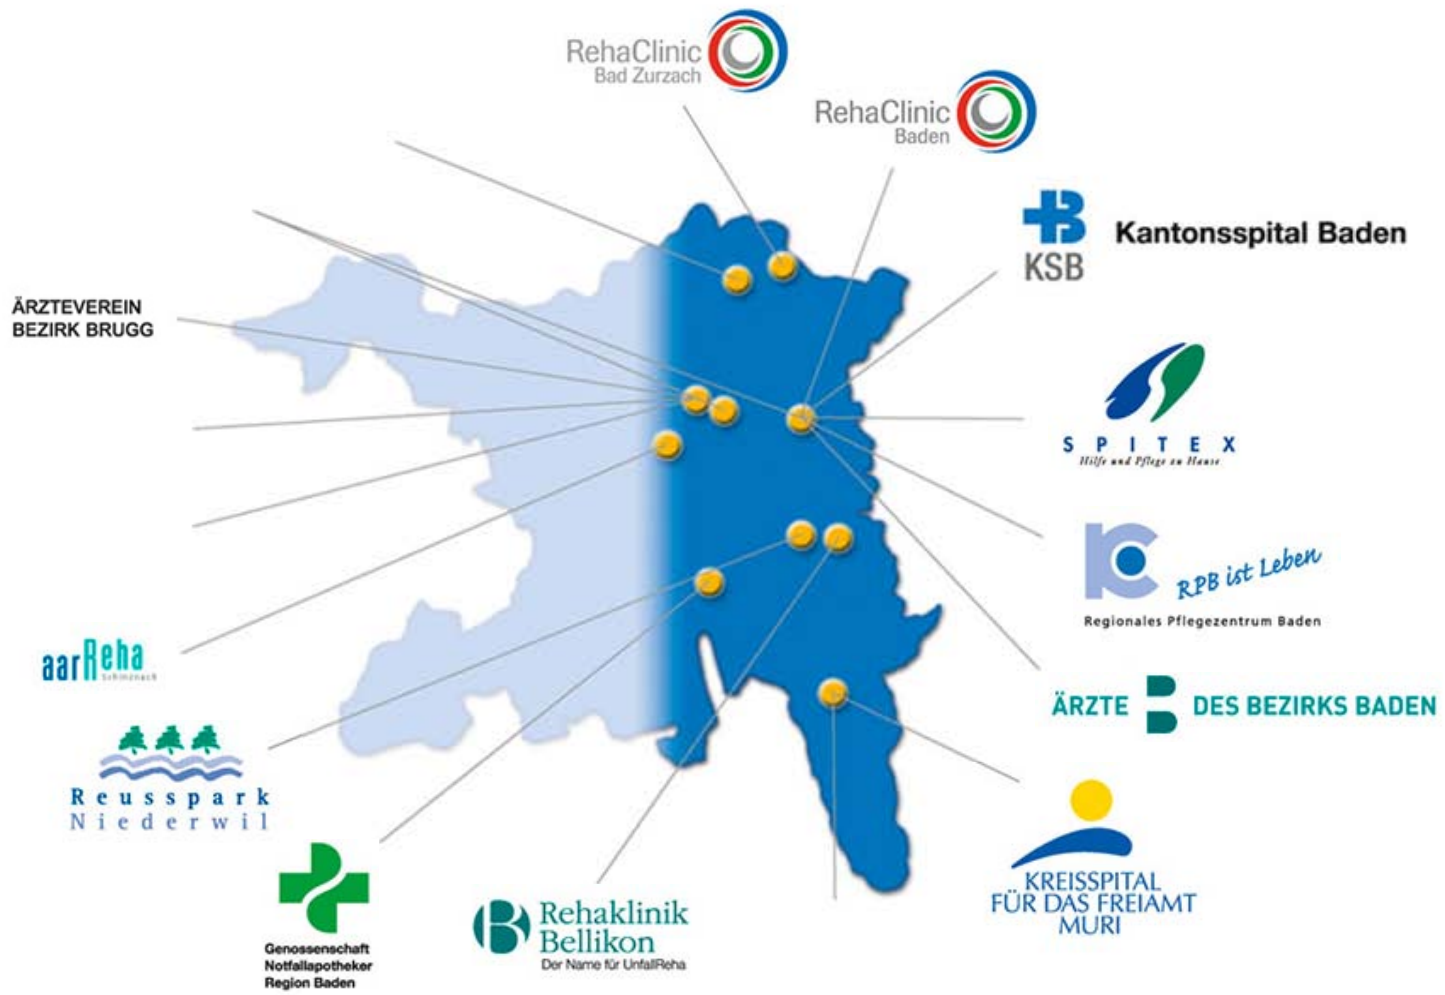 RehaClinic
Bad Zurzach
RehaClinic
Baden
KSB
Kantonsspital Baden
ÄRZTEVEREIN
BEZIRK BRUGG
SPITEX
Hilfe und Pflege zu Hause
RPB ist Leben
Regionales Pflegezentrum Baden
aarReha
Schinznach
ÄRZTE DES BEZIRKS BADEN
Reusspark
Niederwil
KREISSPITAL
FÜR DAS FREIAMT
MURI
Genossenschaft
Notfallapotheker
Region Baden
Rehaklinik
Bellikon
Der Name für UnfallReha